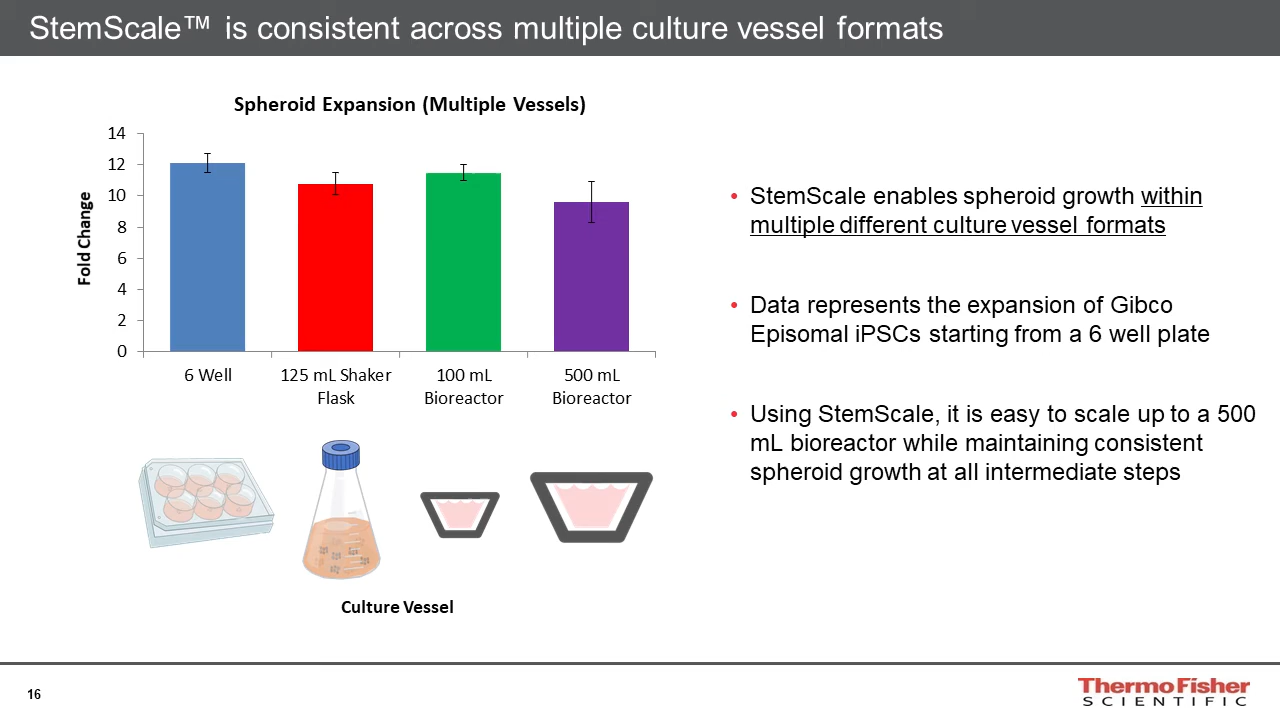 StemScale™ is consistent across multiple culture vessel formats
Spheroid Expansion (Multiple Vessels)
Fold Change
14
12
10
8
6
4
2
0
6 Well
125 mL Shaker
Flask
100 mL
Bioreactor
500 mL
Bioreactor
Culture Vessel
• StemScale enables spheroid growth within
multiple different culture vessel formats
• Data represents the expansion of Gibco
Episomal iPSCs starting from a 6 well plate
• Using StemScale, it is easy to scale up to a 500
mL bioreactor while maintaining consistent
spheroid growth at all intermediate steps
16
ThermoFisher
SCIENTIFIC